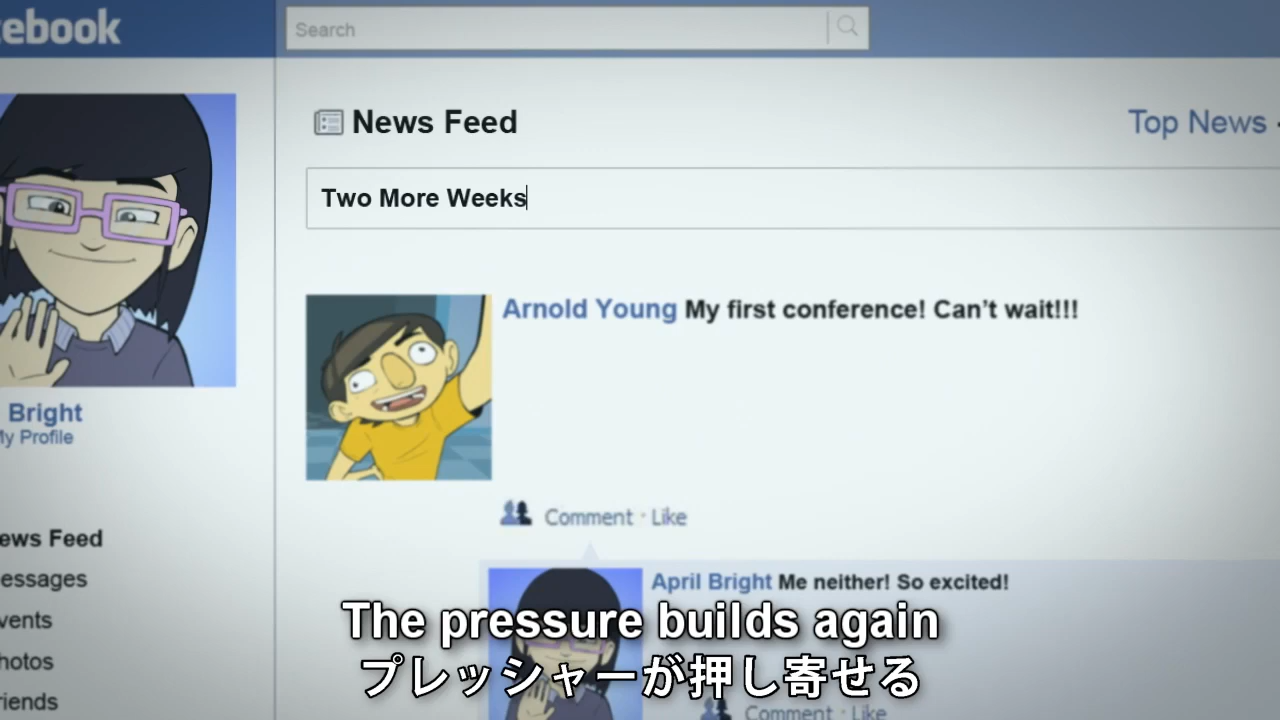 cebook
Search
News Feed
Top News
Two More Weeks
Arnold Young My first conference! Can't wait!!!
Bright
My Profile
Comment · Like
ews Feed
essages
vents
hotos
riends
April Bright Me neither! So excited!
Comment · Like
The pressure builds again
プレッシャーが押し寄せる